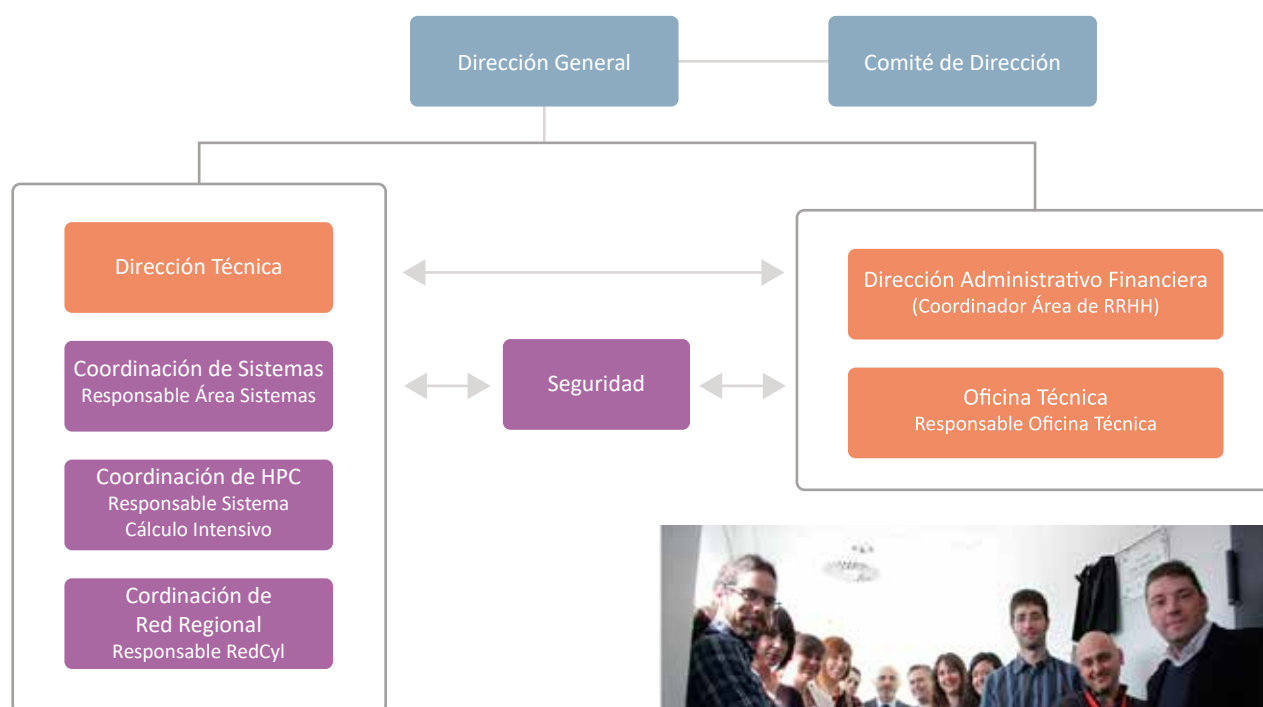 Dirección General
Comité de Dirección
Dirección Técnica
Coordinación de Sistemas
Responsable Área Sistemas
Coordinación de HPC
Responsable Sistema
Cálculo Intensivo
Cordinación de
Red Regional
Responsable RedCyl
Seguridad
Dirección Administrativo Financiera
(Coordinador Área de RRHH)
Oficina Técnica
Responsable Oficina Técnica